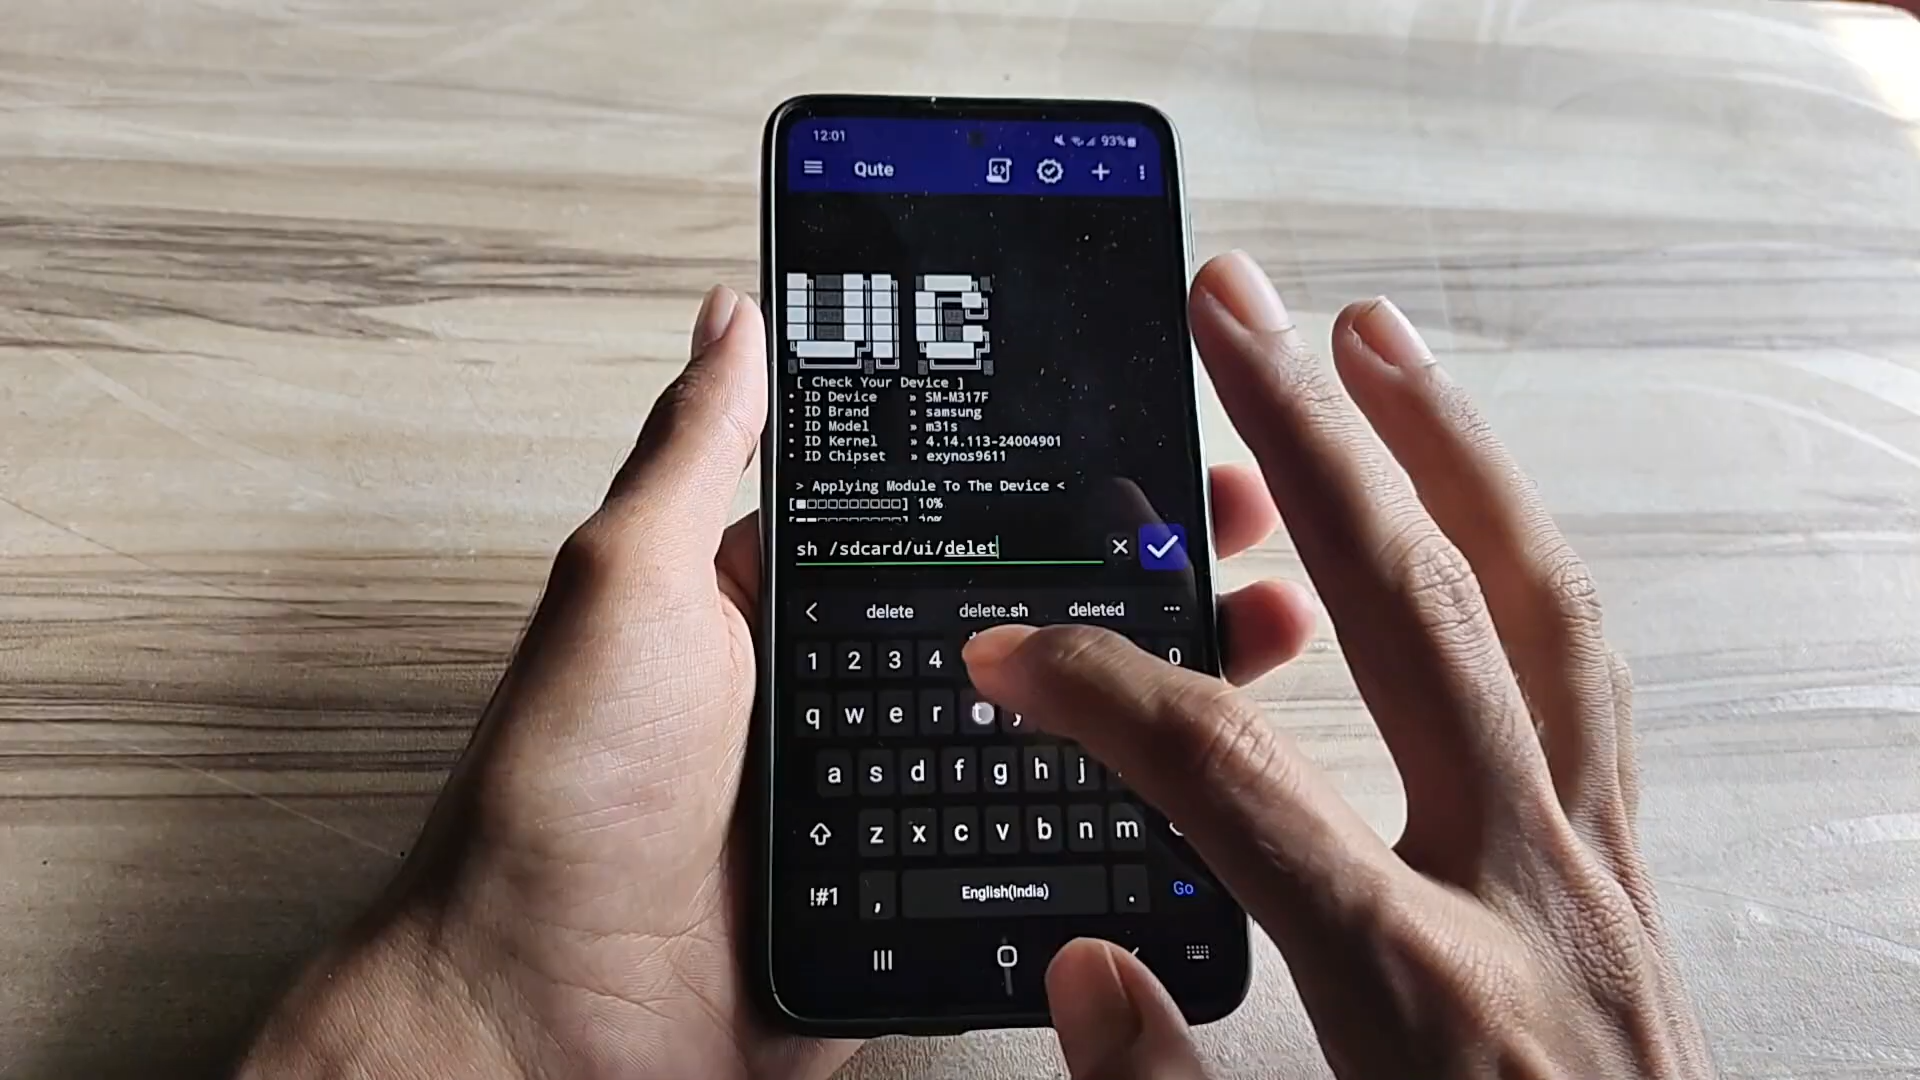 12:01 93%
Qute
UI C
[ Check Your Device ]
• ID Device » SM-M317F
• ID Brand » samsung
• ID Model » m31s
• ID Kernel » 4.14.113-24004901
• ID Chipset » exynos9611
> Applying Module To The Device <
[■□□□□□□□□□] 10%
[■■□□□□□□□□] 20%
sh /sdcard/ui/delet
delete delete.sh deleted
1 2 3 4 0
q w e r t y
a s d f g h j
z x c v b n m
!#1 , English(India) . Go